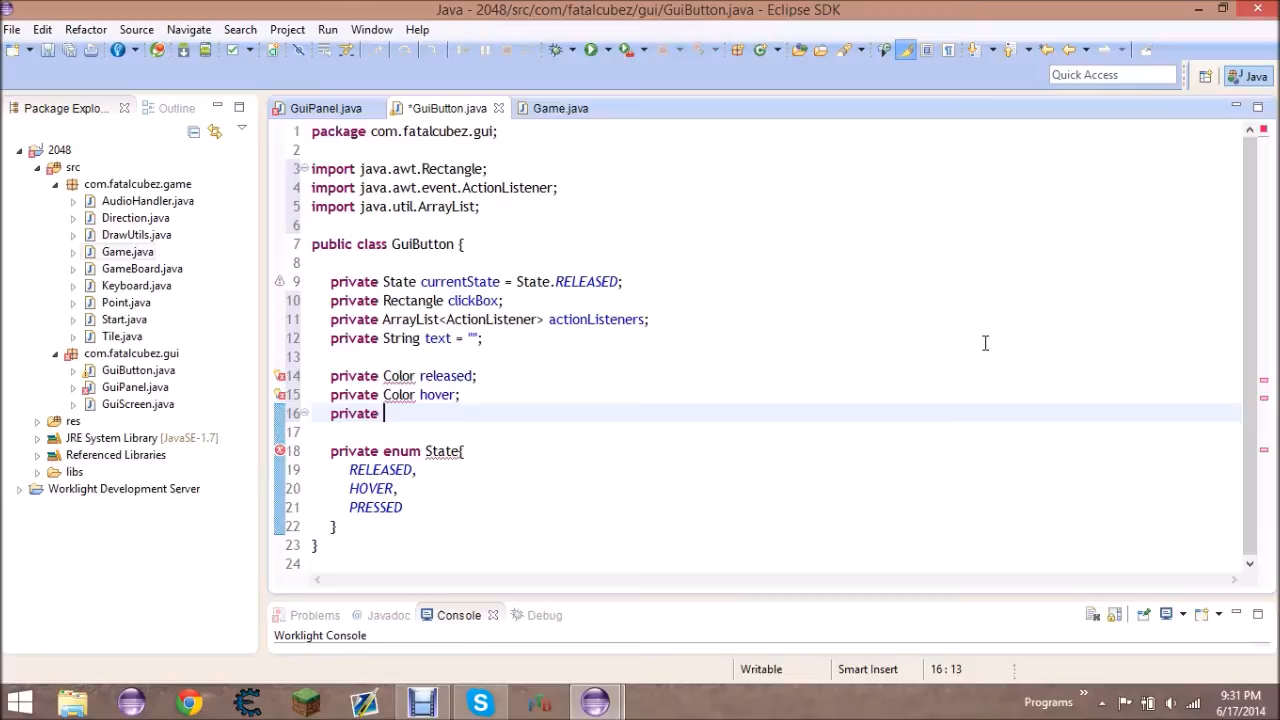 Java - 2048/src/com/fatalcubez/gui/GuiButton.java - Eclipse SDK
File Edit Refactor Source Navigate Search Project Run Window Help
Quick Access Java
Package Explo... Outline
GuiPanel.java *GuiButton.java Game.java
2048
src
com.fatalcubez.game
AudioHandler.java
Direction.java
DrawUtils.java
Game.java
GameBoard.java
Keyboard.java
Point.java
Start.java
Tile.java
com.fatalcubez.gui
GuiButton.java
GuiPanel.java
GuiScreen.java
res
JRE System Library [JavaSE-1.7]
Referenced Libraries
libs
Worklight Development Server
1 package com.fatalcubez.gui;
2
3 import java.awt.Rectangle;
4 import java.awt.event.ActionListener;
5 import java.util.ArrayList;
6
7 public class GuiButton {
8
9 private State currentState = State.RELEASED;
10 private Rectangle clickBox;
11 private ArrayList<ActionListener> actionListeners;
12 private String text = "";
13
14 private Color released;
15 private Color hover;
16 private
17
18 private enum State{
19 RELEASED,
20 HOVER,
21 PRESSED
22 }
23 }
24
Problems @ Javadoc Console Debug
Worklight Console
Writable Smart Insert 16 : 13
Programs
9:31 PM
6/17/2014